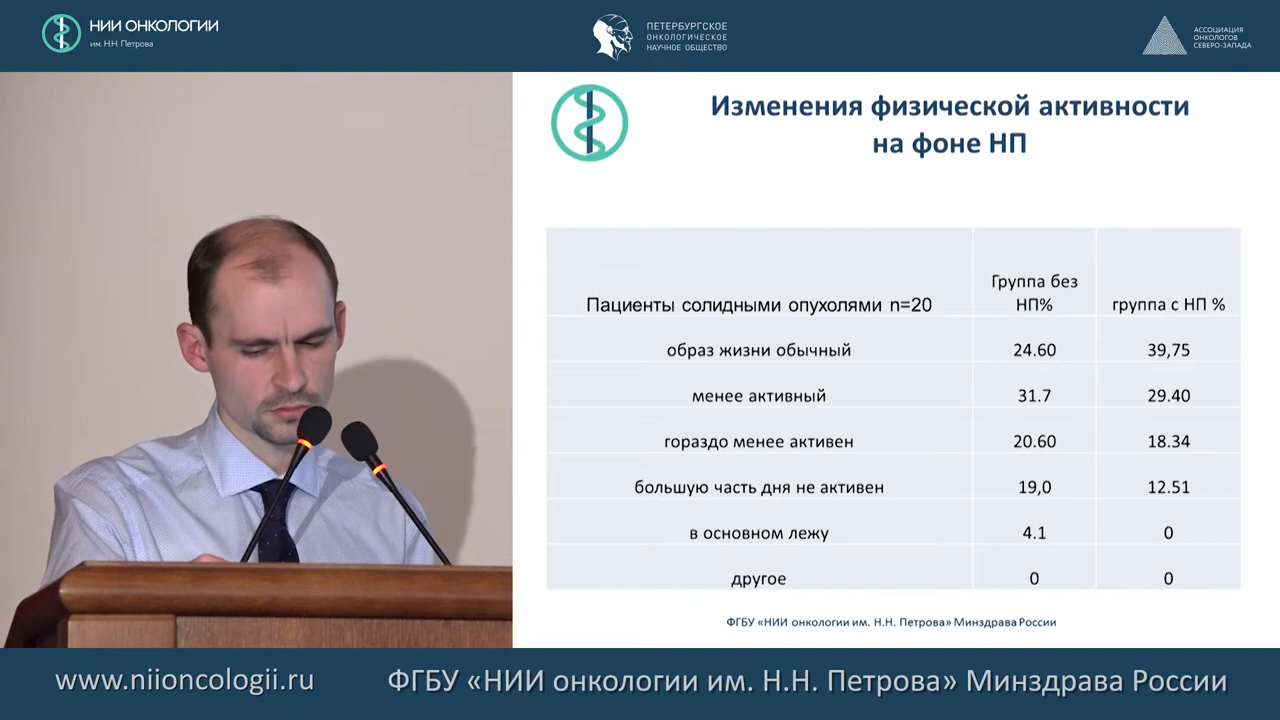 НИИ ОНКОЛОГИИ
им. Н.Н. Петрова
ПЕТЕРБУРГСКОЕ
ОНКОЛОГИЧЕСКОЕ
НАУЧНОЕ ОБЩЕСТВО
АССОЦИАЦИЯ
ОНКОЛОГОВ
СЕВЕРО-ЗАПАДА
Изменения физической активности
на фоне НП
Пациенты солидными опухолями n=20 Группа без НП% группа с НП %
образ жизни обычный 24.60 39,75
менее активный 31.7 29.40
гораздо менее активен 20.60 18.34
большую часть дня не активен 19,0 12.51
в основном лежу 4.1 0
другое 0 0
ФГБУ «НИИ онкологии им. Н.Н. Петрова» Минздрава России
www.niioncologii.ru ФГБУ «НИИ онкологии им. Н.Н. Петрова» Минздрава России